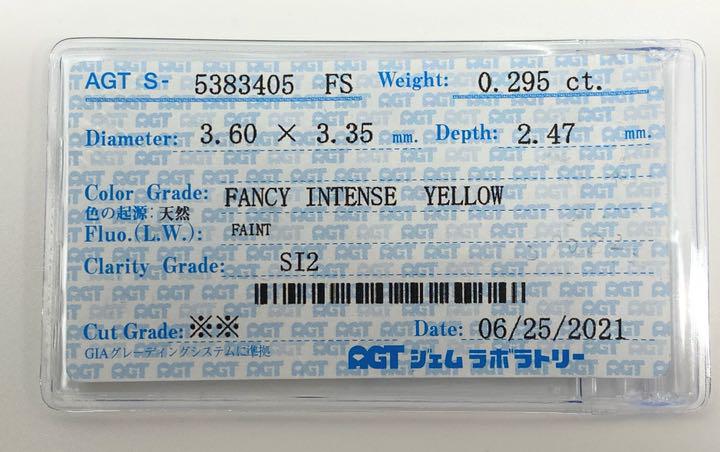 AGT S- 5383405 FS Weight: 0.295 ct.
Diameter: 3.60 × 3.35 mm. Depth: 2.47 mm.
Color Grade: FANCY INTENSE YELLOW
色の起源: 天然
Fluo.(L.W.): FAINT
Clarity Grade: SI2
Cut Grade: ※※ Date: 06/25/2021
GIAグレーディングシステムに準拠
AGT ジェムラボラトリー